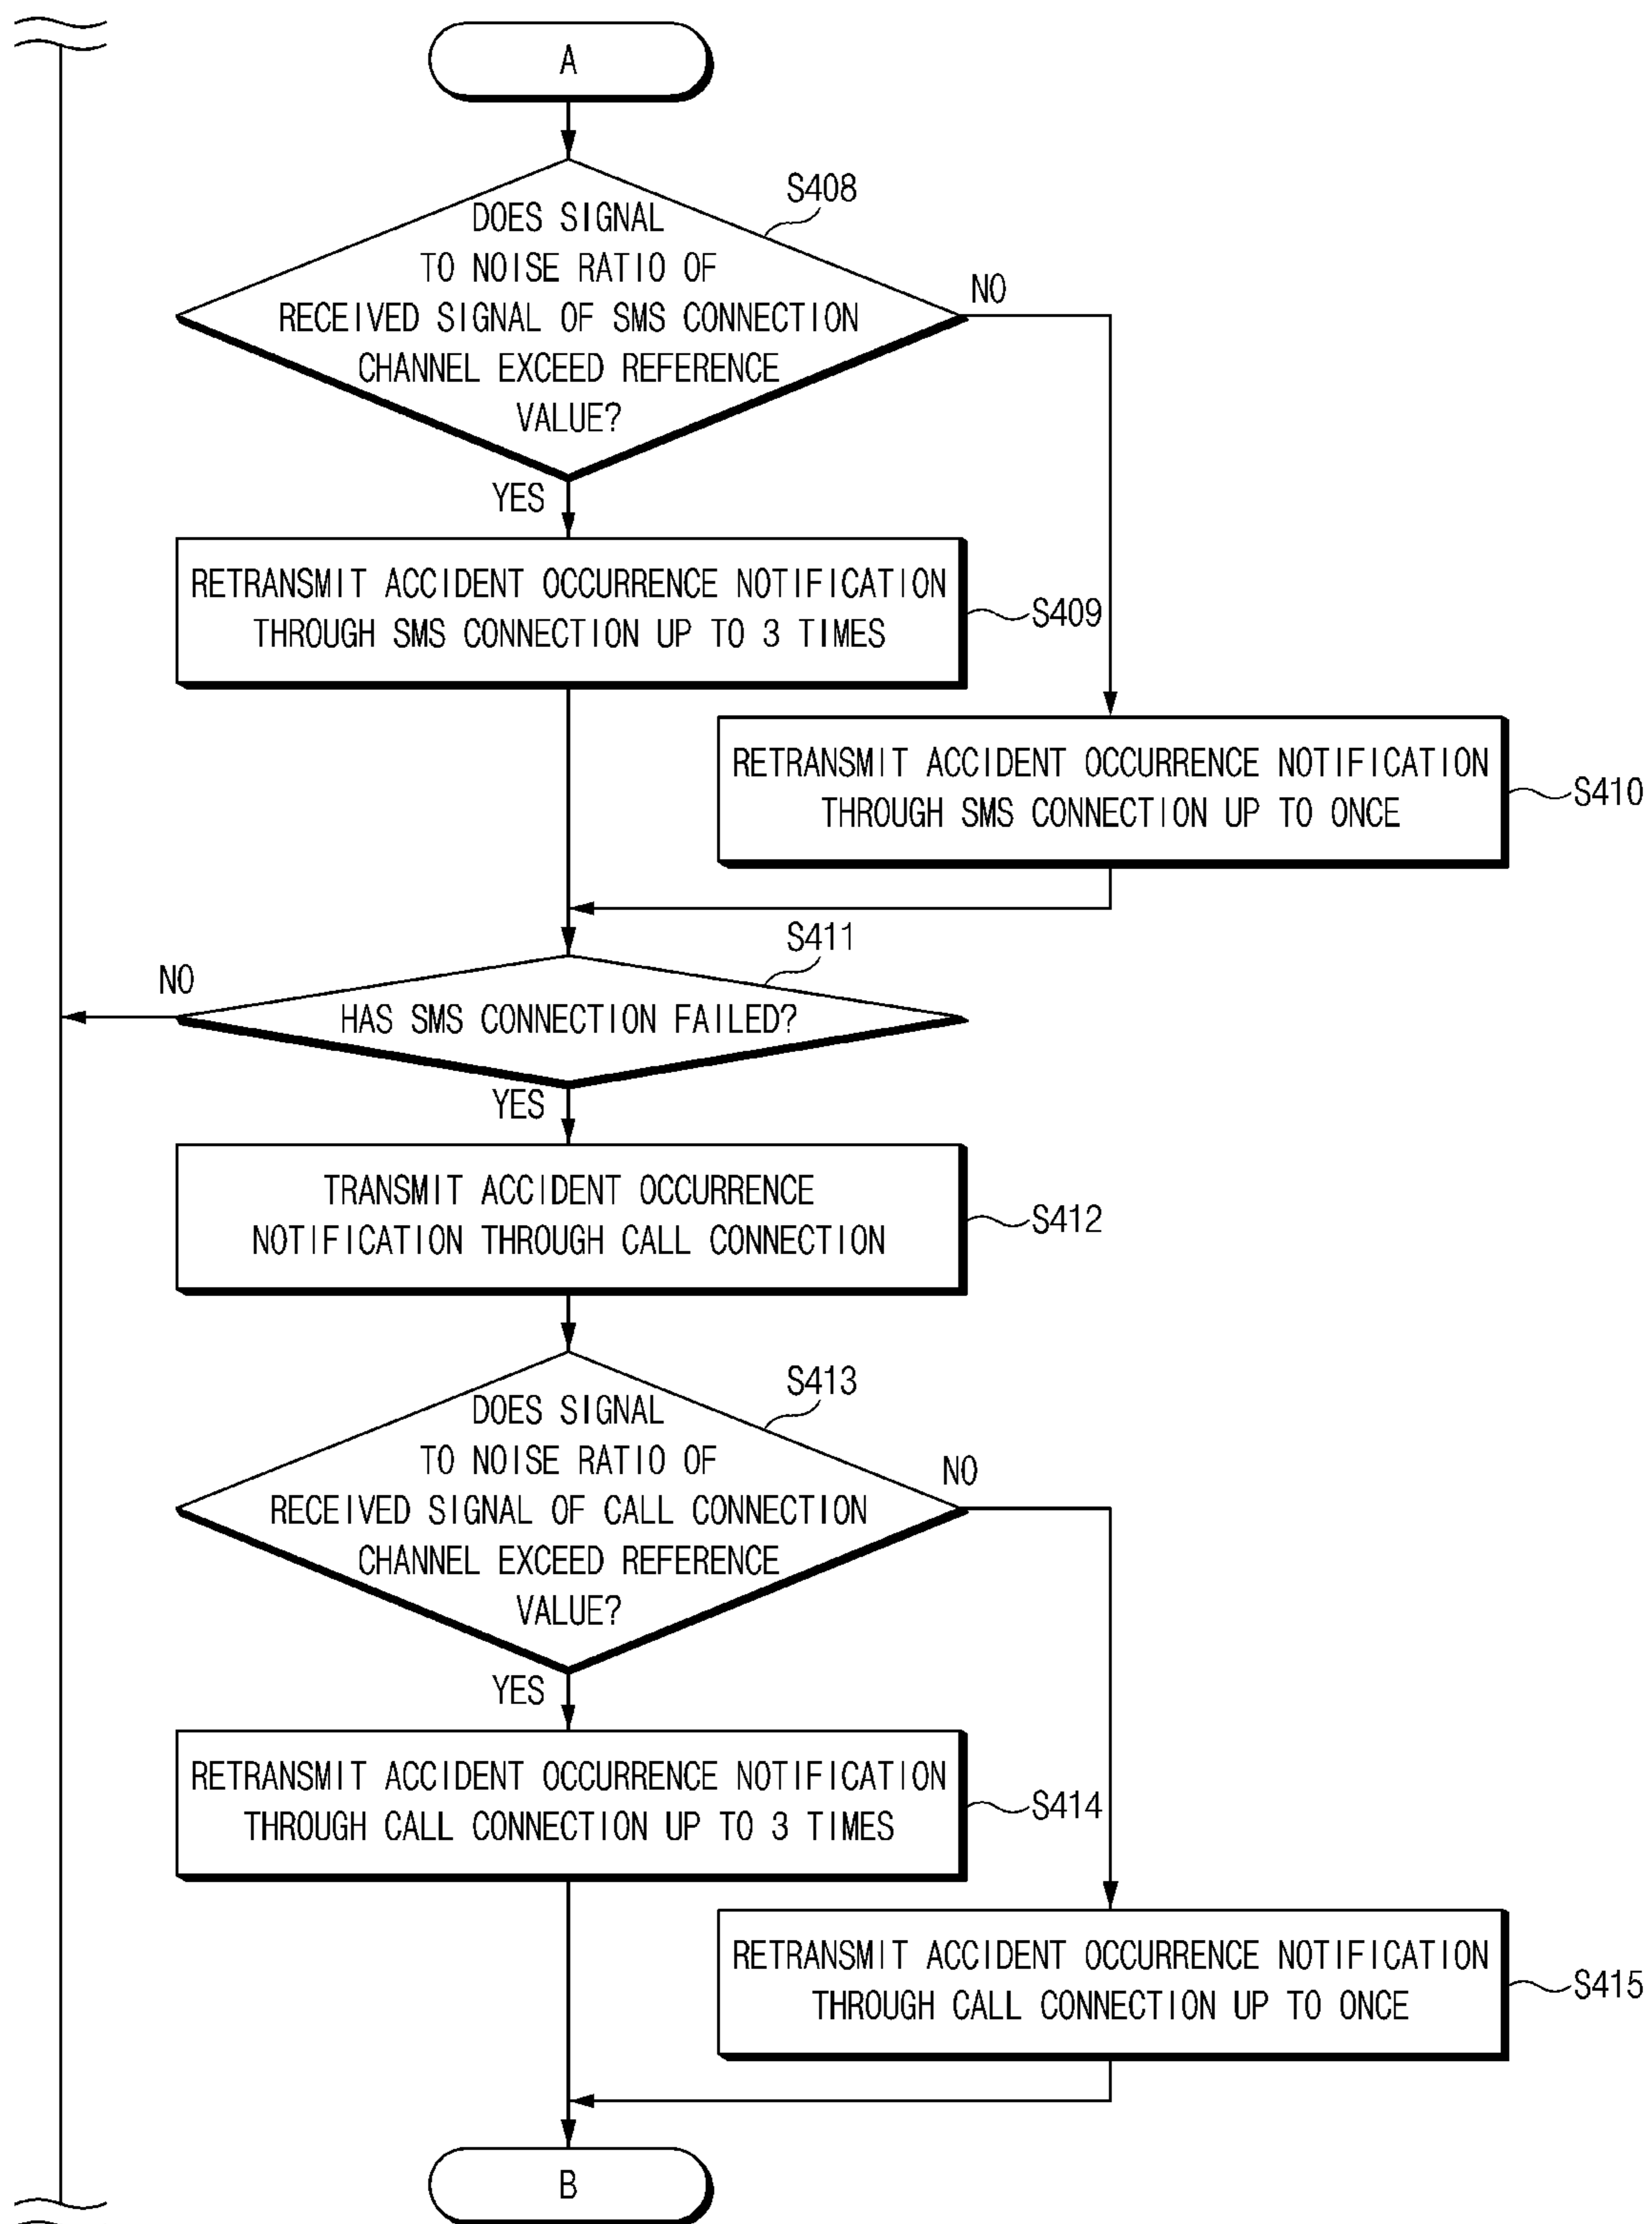 A
S408
DOES SIGNAL
TO NOISE RATIO OF
RECEIVED SIGNAL OF SMS CONNECTION
CHANNEL EXCEED REFERENCE
VALUE?
NO
YES
RETRANSMIT ACCIDENT OCCURRENCE NOTIFICATION
THROUGH SMS CONNECTION UP TO 3 TIMES
S409
RETRANSMIT ACCIDENT OCCURRENCE NOTIFICATION
THROUGH SMS CONNECTION UP TO ONCE
S410
S411
NO
HAS SMS CONNECTION FAILED?
YES
TRANSMIT ACCIDENT OCCURRENCE
NOTIFICATION THROUGH CALL CONNECTION
S412
S413
DOES SIGNAL
TO NOISE RATIO OF
RECEIVED SIGNAL OF CALL CONNECTION
CHANNEL EXCEED REFERENCE
VALUE?
NO
YES
RETRANSMIT ACCIDENT OCCURRENCE NOTIFICATION
THROUGH CALL CONNECTION UP TO 3 TIMES
S414
RETRANSMIT ACCIDENT OCCURRENCE NOTIFICATION
THROUGH CALL CONNECTION UP TO ONCE
S415
B